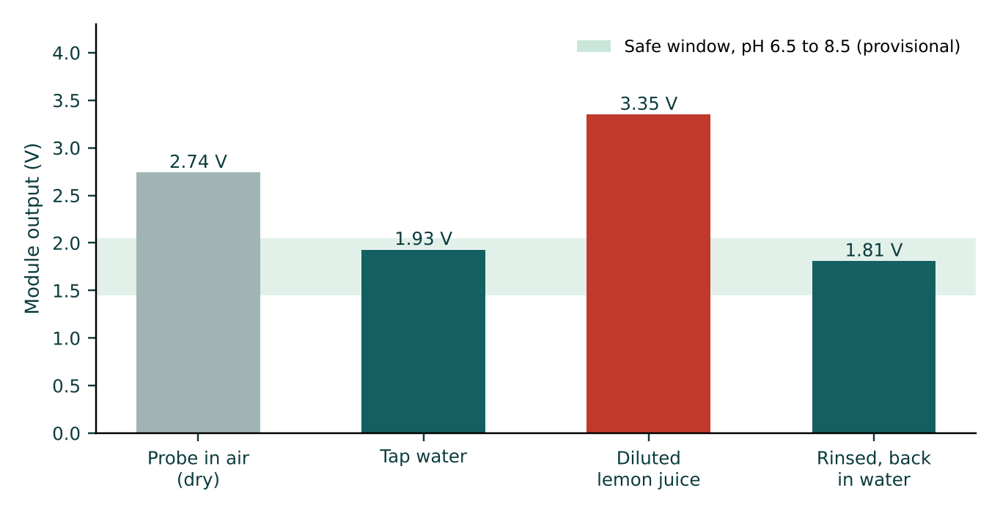 Safe window, pH 6.5 to 8.5 (provisional)
Module output (V)
4.0
3.5
3.0
2.5
2.0
1.5
1.0
0.5
0.0
2.74 V
1.93 V
3.35 V
1.81 V
Probe in air
(dry)
Tap water
Diluted
lemon juice
Rinsed, back
in water